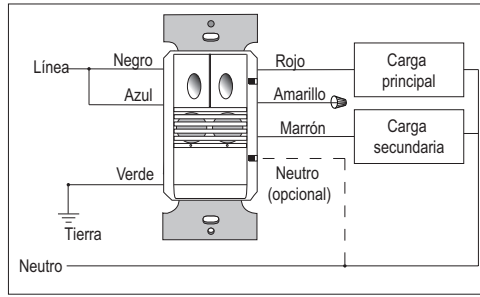 Línea
Negro
Azul
Verde
Tierra
Neutro
Rojo
Amarillo
Marrón
Neutro
(opcional)
Carga
principal
Carga
secundaria